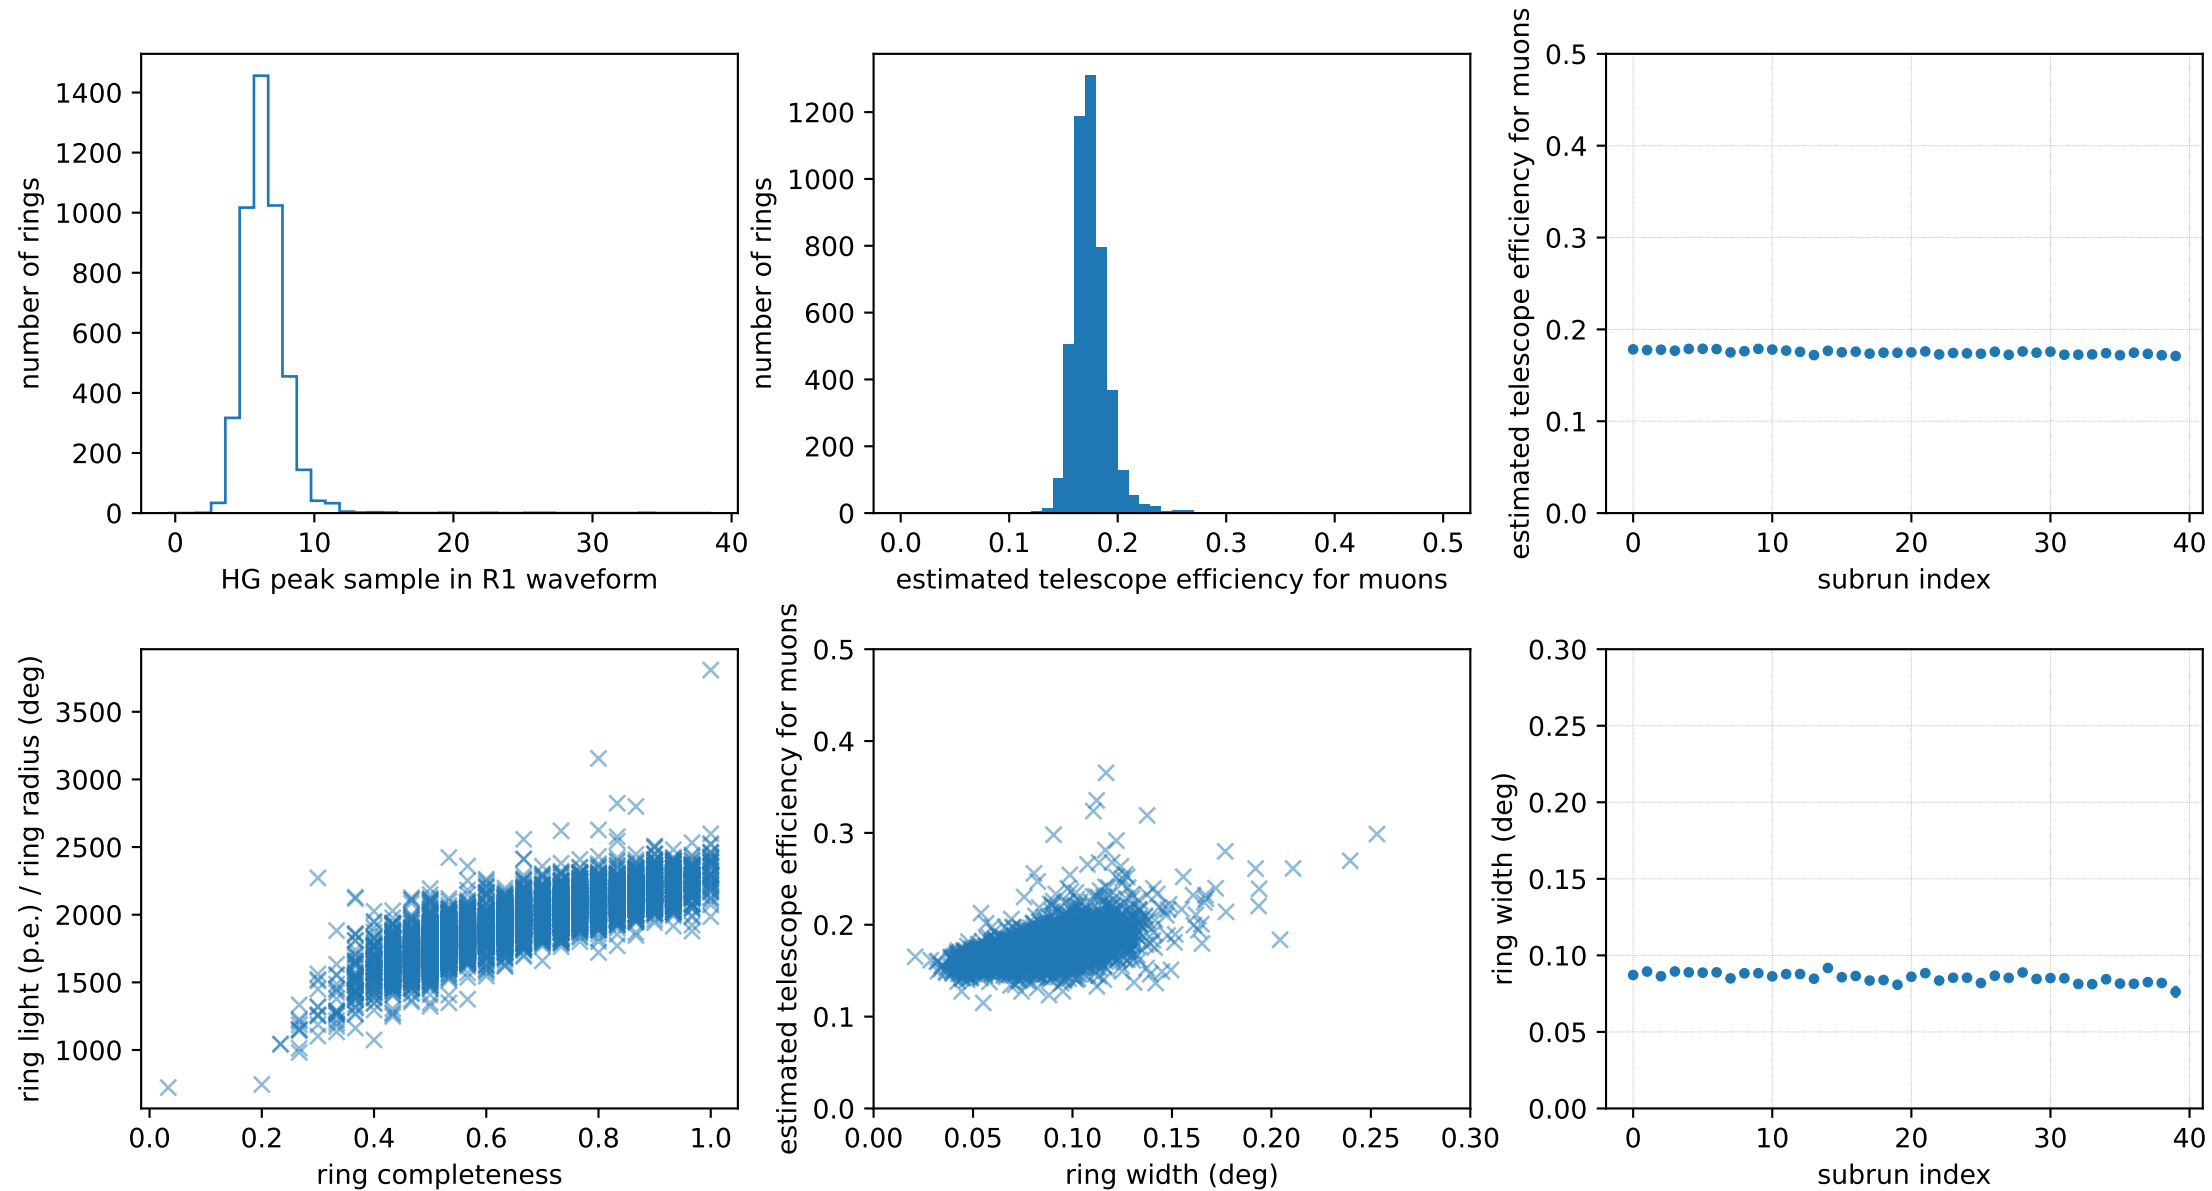 1400
1200
1000
800
600
400
200
0
number of rings
0 10 20 30 40
HG peak sample in R1 waveform
1200
1000
800
600
400
200
0
number of rings
0.0 0.1 0.2 0.3 0.4 0.5
estimated telescope efficiency for muons
0.5
0.4
0.3
0.2
0.1
0.0
estimated telescope efficiency for muons
0 10 20 30 40
subrun index
3500
3000
2500
2000
1500
1000
ring light (p.e.) / ring radius (deg)
0.0 0.2 0.4 0.6 0.8 1.0
ring completeness
0.5
0.4
0.3
0.2
0.1
0.0
estimated telescope efficiency for muons
0.00 0.05 0.10 0.15 0.20 0.25 0.30
ring width (deg)
0.30
0.25
0.20
0.15
0.10
0.05
0.00
ring width (deg)
0 10 20 30 40
subrun index